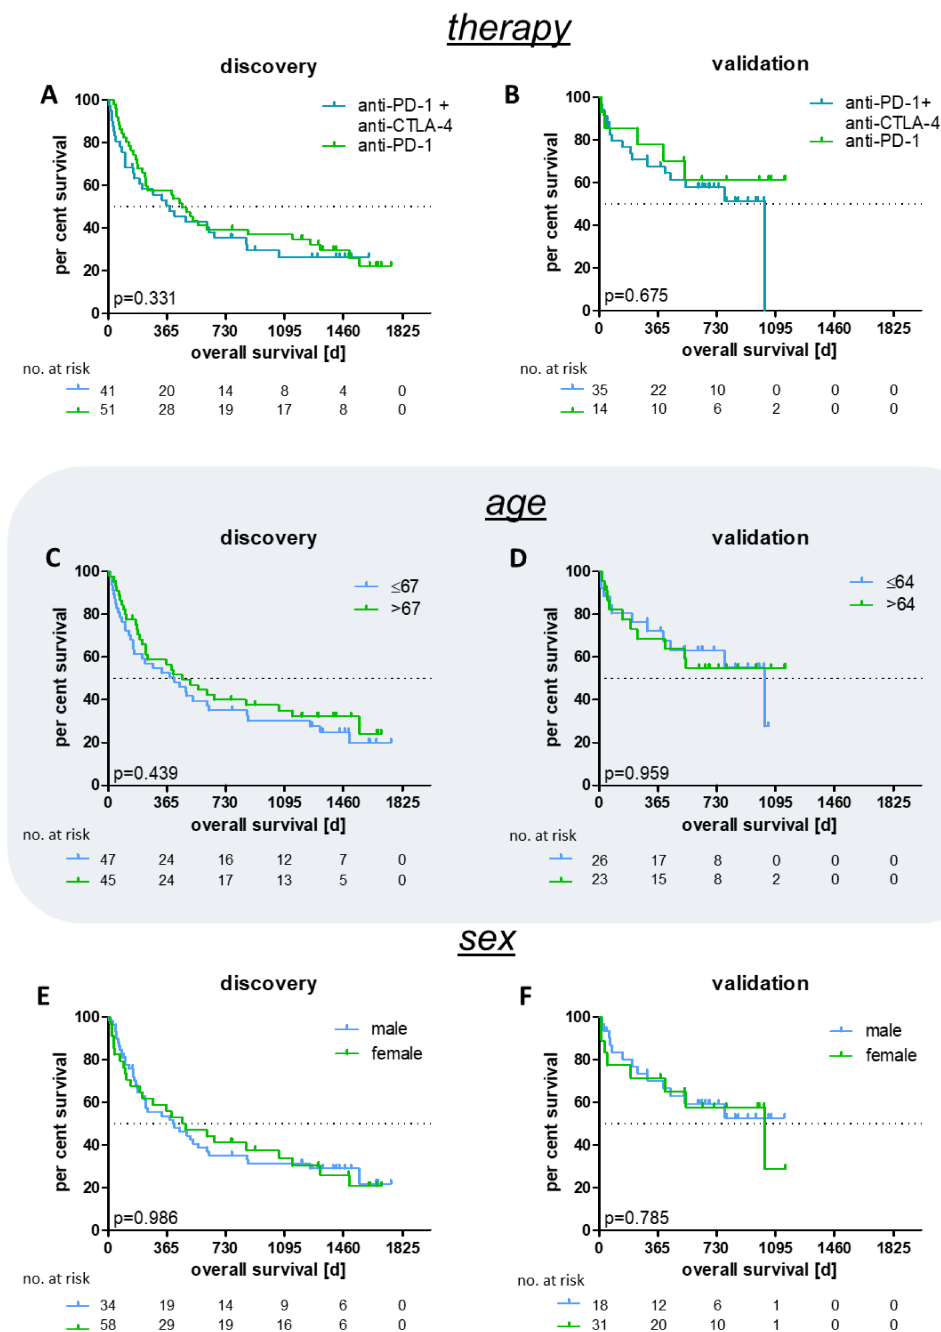 therapy
discovery
A
anti-PD-1 +
anti-CTLA-4
anti-PD-1
per cent survival
100
80
60
40
20
0
p=0.331
0 365 730 1095 1460 1825
overall survival [d]
no. at risk
41 20 14 8 4 0
51 28 19 17 8 0
validation
B
anti-PD-1+
anti-CTLA-4
anti-PD-1
per cent survival
100
80
60
40
20
0
p=0.675
0 365 730 1095 1460 1825
overall survival [d]
no. at risk
35 22 10 0 0 0
14 10 6 2 0 0
age
discovery
C
≤67
>67
per cent survival
100
80
60
40
20
0
p=0.439
0 365 730 1095 1460 1825
overall survival [d]
no. at risk
47 24 16 12 7 0
45 24 17 13 5 0
validation
D
≤64
>64
per cent survival
100
80
60
40
20
0
p=0.959
0 365 730 1095 1460 1825
overall survival [d]
no. at risk
26 17 8 0 0 0
23 15 8 2 0 0
sex
discovery
E
male
female
per cent survival
100
80
60
40
20
0
p=0.986
0 365 730 1095 1460 1825
overall survival [d]
no. at risk
34 19 14 9 6 0
58 29 19 16 6 0
validation
F
male
female
per cent survival
100
80
60
40
20
0
p=0.785
0 365 730 1095 1460 1825
overall survival [d]
no. at risk
18 12 6 1 0 0
31 20 10 1 0 0